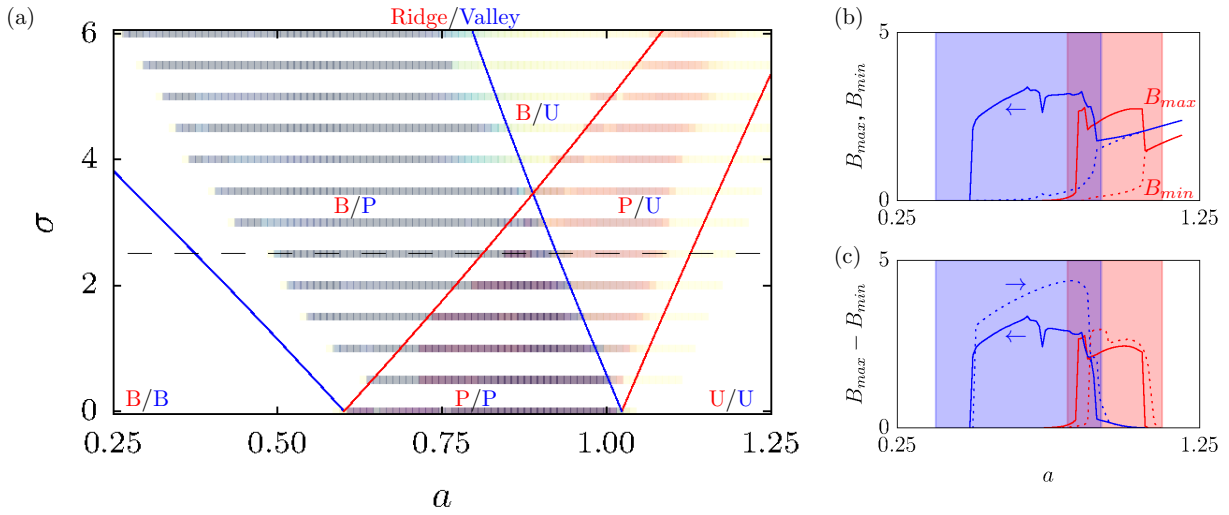 (a)
Ridge/Valley
6
4
2
0
σ
B/U
B/P
P/U
B/B
P/P
U/U
0.25
0.50
0.75
1.00
1.25
a
(b)
5
0
B_max, B_min
←
B_max
B_min
0.25
1.25
(c)
5
0
B_max − B_min
→
←
0.25
1.25
a